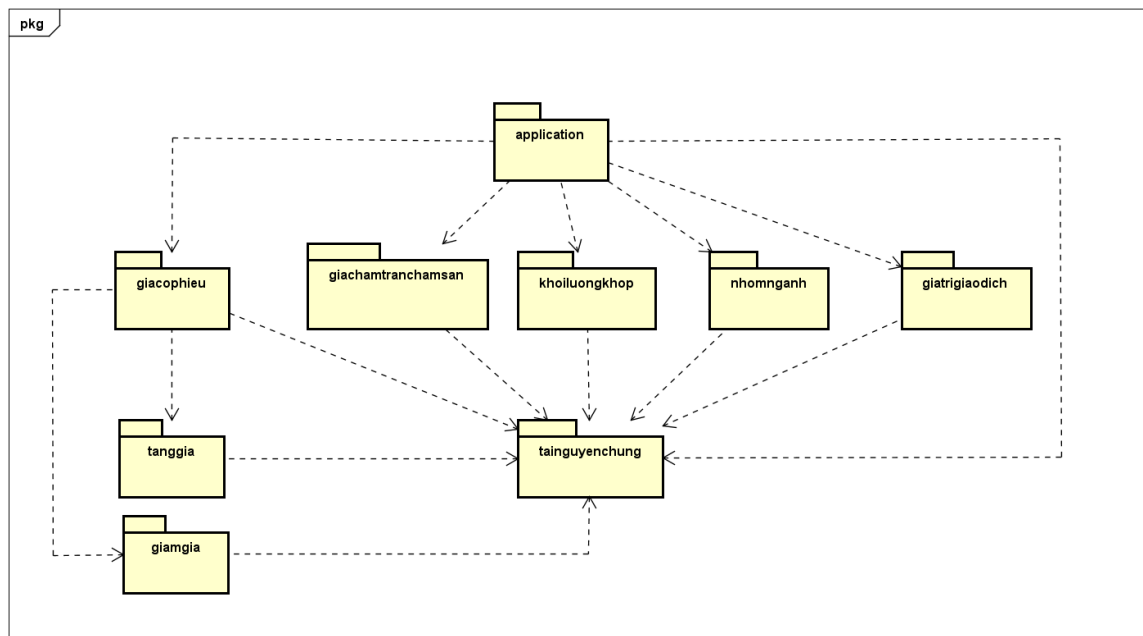 pkg
application
giacophieu
giachamtranchamsan
khoiluongkhop
nhomnganh
giatrigiaodich
tanggia
tainguyenchung
giamgia